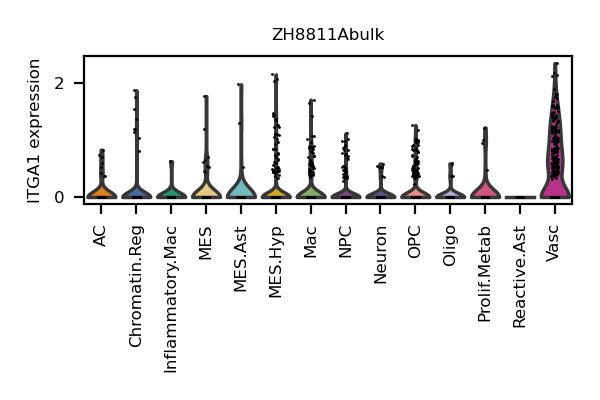 ZH8811Abulk
ITGA1 expression
2
0
AC
Chromatin.Reg
Inflammatory.Mac
MES
MES.Ast
MES.Hyp
Mac
NPC
Neuron
OPC
Oligo
Prolif.Metab
Reactive.Ast
Vasc